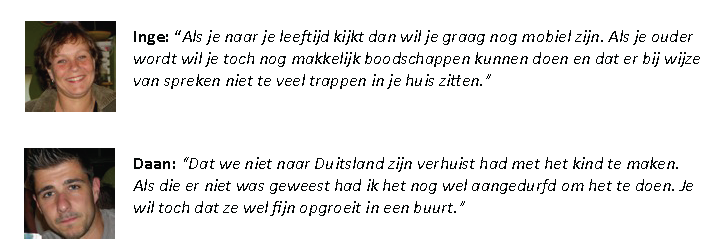 Inge: “Als je naar je leeftijd kijkt dan wil je graag nog mobiel zijn. Als je ouder
wordt wil je toch nog makkelijk boodschappen kunnen doen en dat er bij wijze
van spreken niet te veel trappen in je huis zitten.”
Daan: “Dat we niet naar Duitsland zijn verhuist had met het kind te maken.
Als die er niet was geweest had ik het nog wel aangedurfd om het te doen. Je
wil toch dat ze wel fijn opgroeit in een buurt.”